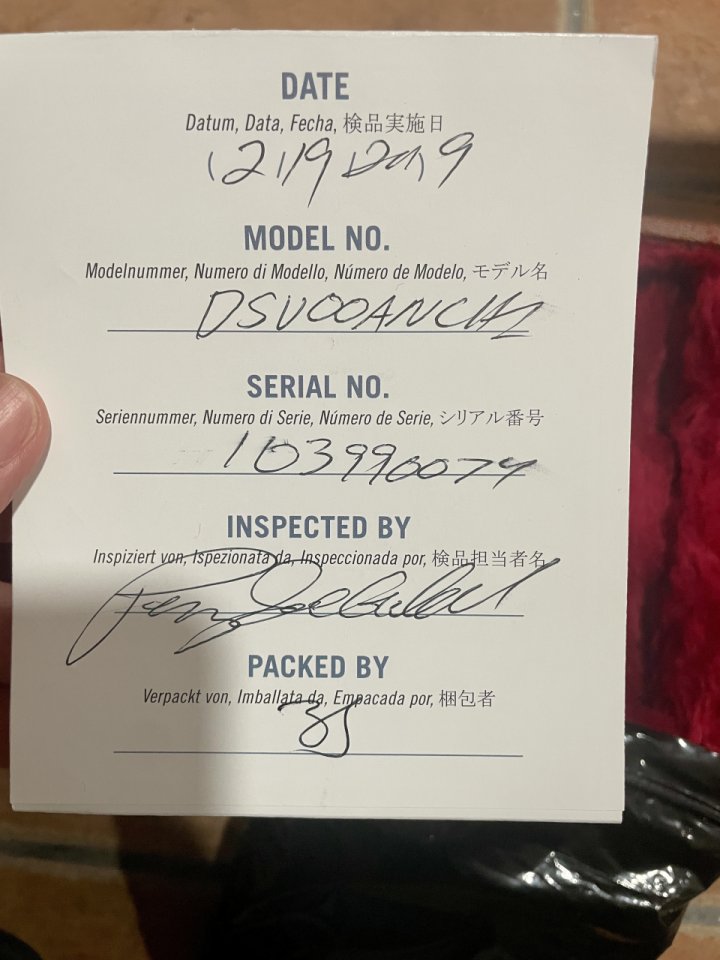 DATE
Datum, Data, Fecha, 検品実施日
12/19/2019
MODEL NO.
Modelnummer, Numero di Modello, Número de Modelo, モデル名
DSV00ANCH1
SERIAL NO.
Seriennummer, Numero di Serie, Número de Serie, シリアル番号
103990074
INSPECTED BY
Inspiziert von, Ispezionata da, Inspeccionada por, 検品担当者名
PACKED BY
Verpackt von, Imballata da, Empacada por, 梱包者